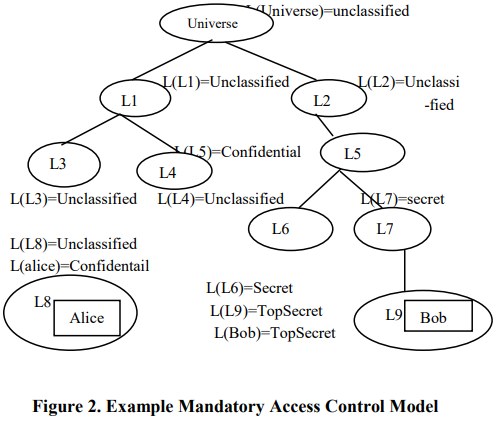 L(Universe)=unclassified
Universe
L(L1)=Unclassified
L(L2)=Unclassi
-fied
L1
L2
L(L5)=Confidential
L5
L3
L4
L(L3)=Unclassified
L(L4)=Unclassified
L(L7)=secret
L6
L7
L(L8)=Unclassified
L(alice)=Confidentail
L(L6)=Secret
L8
Alice
L(L9)=TopSecret
L9
Bob
L(Bob)=TopSecret
Figure 2. Example Mandatory Access Control Model